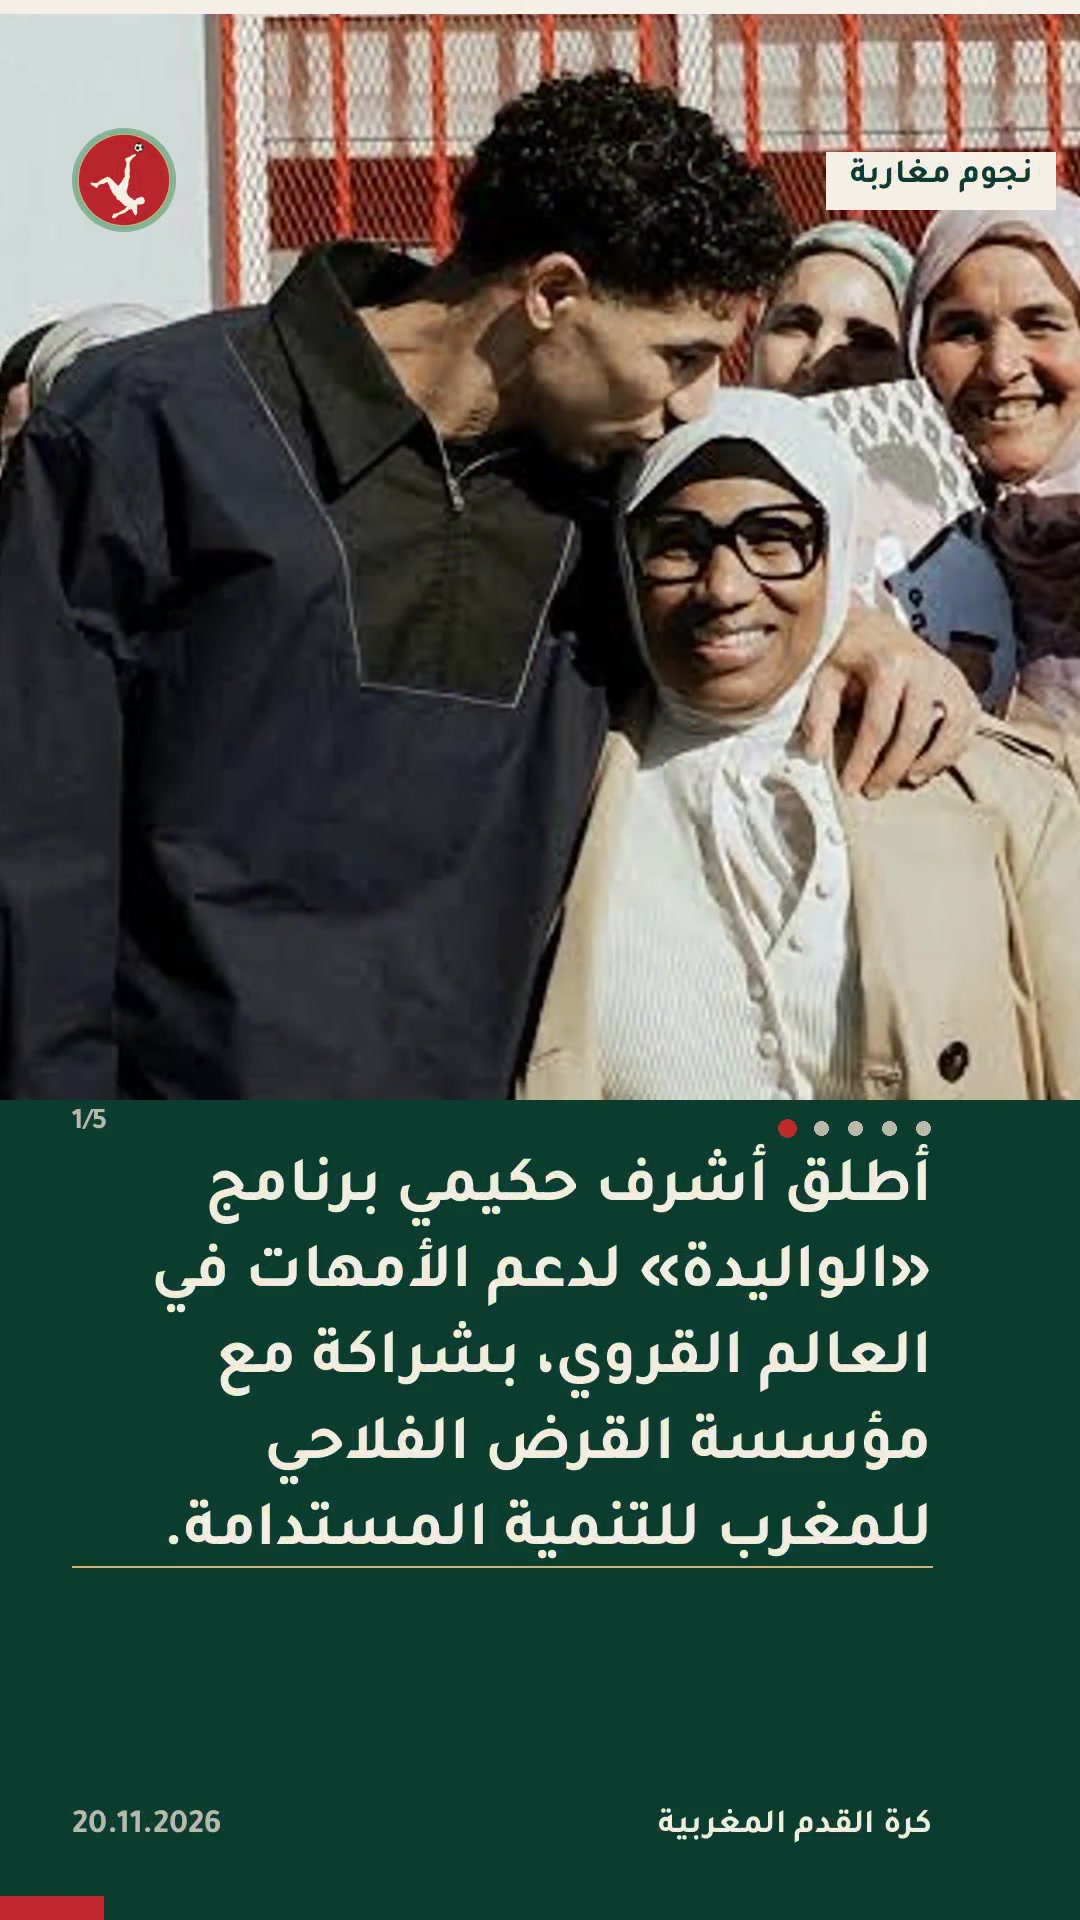 نجوم مغاربة
1/5
أطلق أشرف حكيمي برنامج
«الواليدة» لدعم الأمهات في
العالم القروي، بشراكة مع
مؤسسة القرض الفلاحي
للمغرب للتنمية المستدامة.
كرة القدم المغربية
20.11.2026